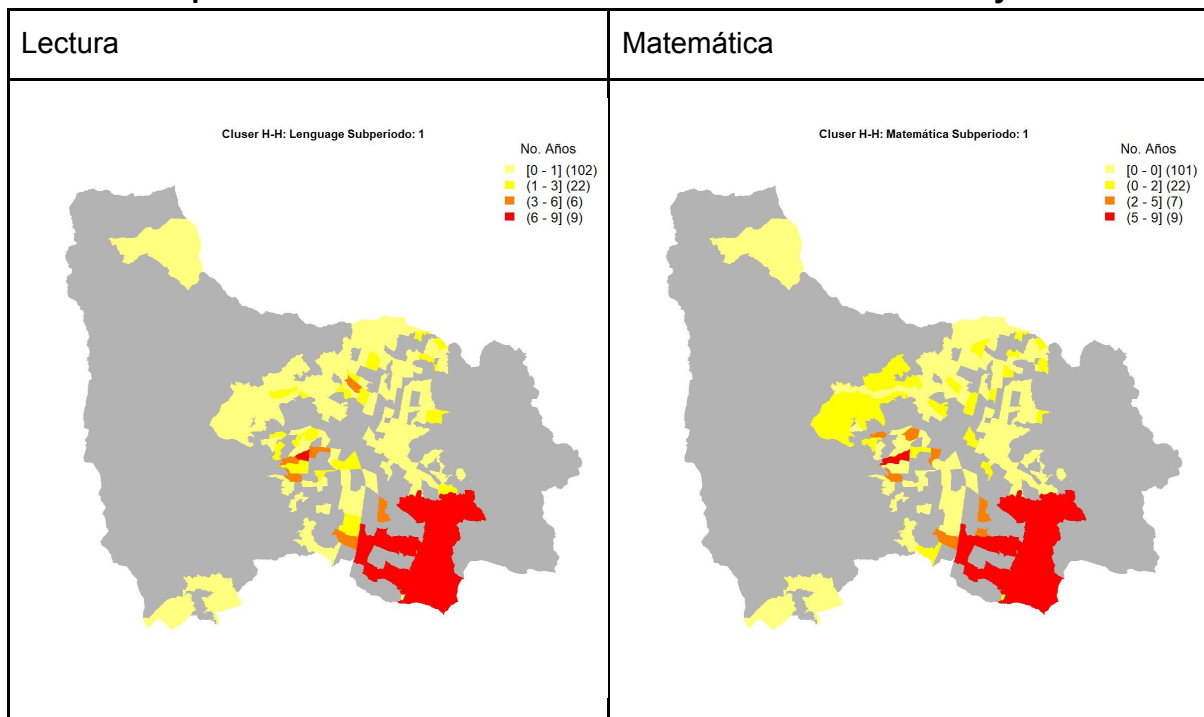 Lectura
Matemática
Cluser H-H: Lenguage Subperiodo: 1
No. Años
[0 - 1] (102)
(1 - 3] (22)
(3 - 6] (6)
(6 - 9] (9)
Cluser H-H: Matemática Subperiodo: 1
No. Años
[0 - 0] (101)
(0 - 2] (22)
(2 - 5] (7)
(5 - 9] (9)